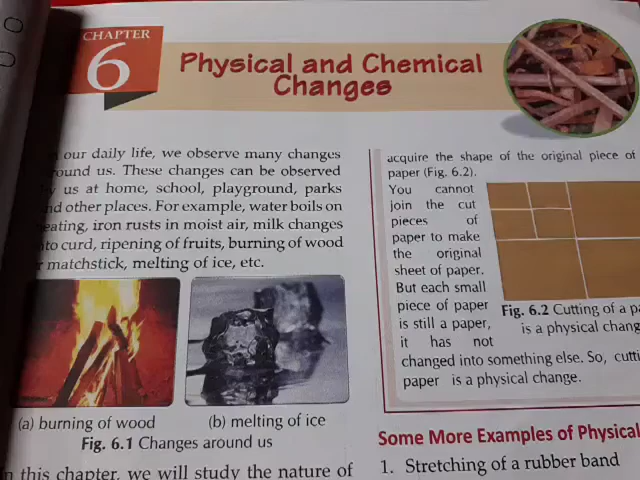 CHAPTER
6
Physical and Chemical
Changes
our daily life, we observe many changes
us. These changes can be observed
us at home, school, playground, parks
other places. For example, water boils on
iron rusts in moist air, milk changes
curd, ripening of fruits, burning of wood
matchstick, melting of ice, etc.
(a) burning of wood
(b) melting of ice
Fig. 6.1 Changes around us
this chapter, we will study the nature of
acquire the shape of the original piece of
paper (Fig. 6.2).
You cannot
join the cut
pieces of
paper to make
the original
sheet of paper.
But each small
piece of paper
is still a paper,
it has not
changed into something else. So,
paper is a physical change.
Fig. 6.2 Cutting of a
is a physical
Some More Examples of Physical
1. Stretching of a rubber band